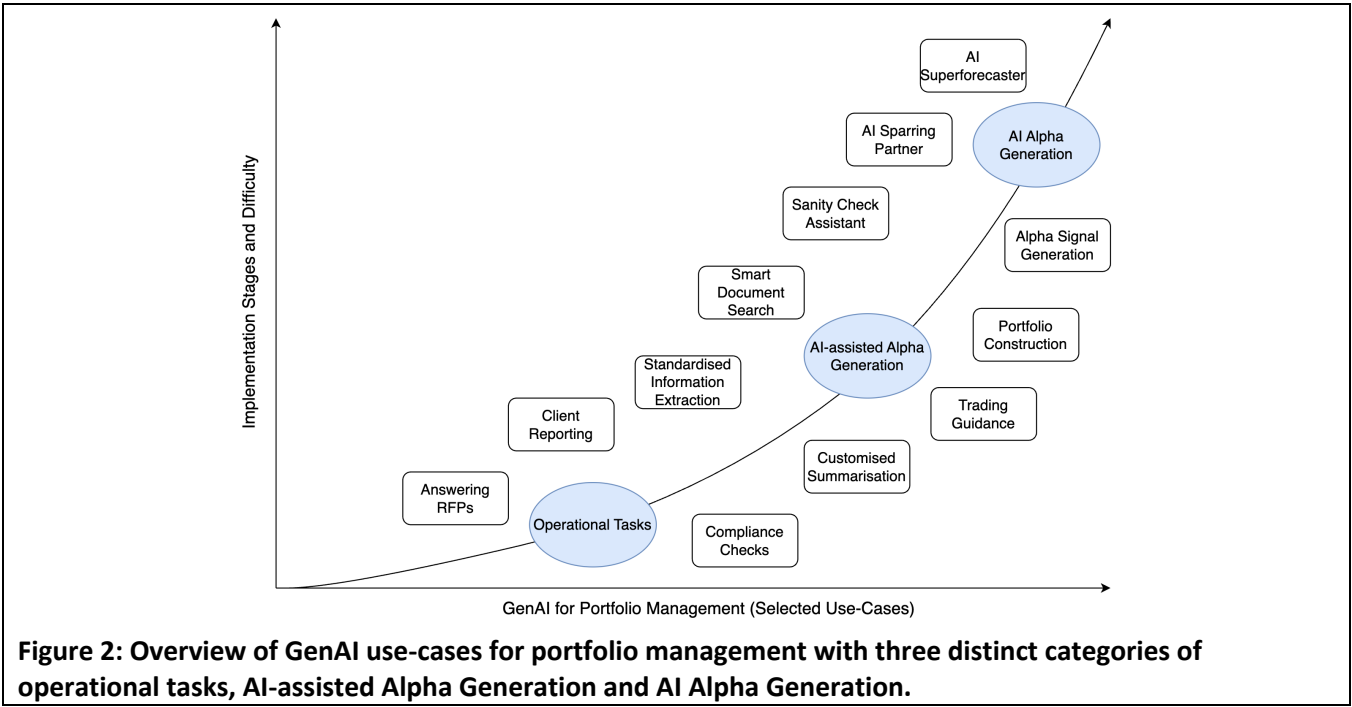 AI
Superforecaster
AI Sparring
Partner
AI Alpha
Generation
Sanity Check
Assistant
Alpha Signal
Generation
Smart
Document
Search
Portfolio
Construction
AI-assisted Alpha
Generation
Standardised
Information
Extraction
Trading
Guidance
Client
Reporting
Customised
Summarisation
Answering
RFPs
Operational Tasks
Compliance
Checks
Implementation Stages and Difficulty
GenAI for Portfolio Management (Selected Use-Cases)
Figure 2: Overview of GenAI use-cases for portfolio management with three distinct categories of
operational tasks, AI-assisted Alpha Generation and AI Alpha Generation.